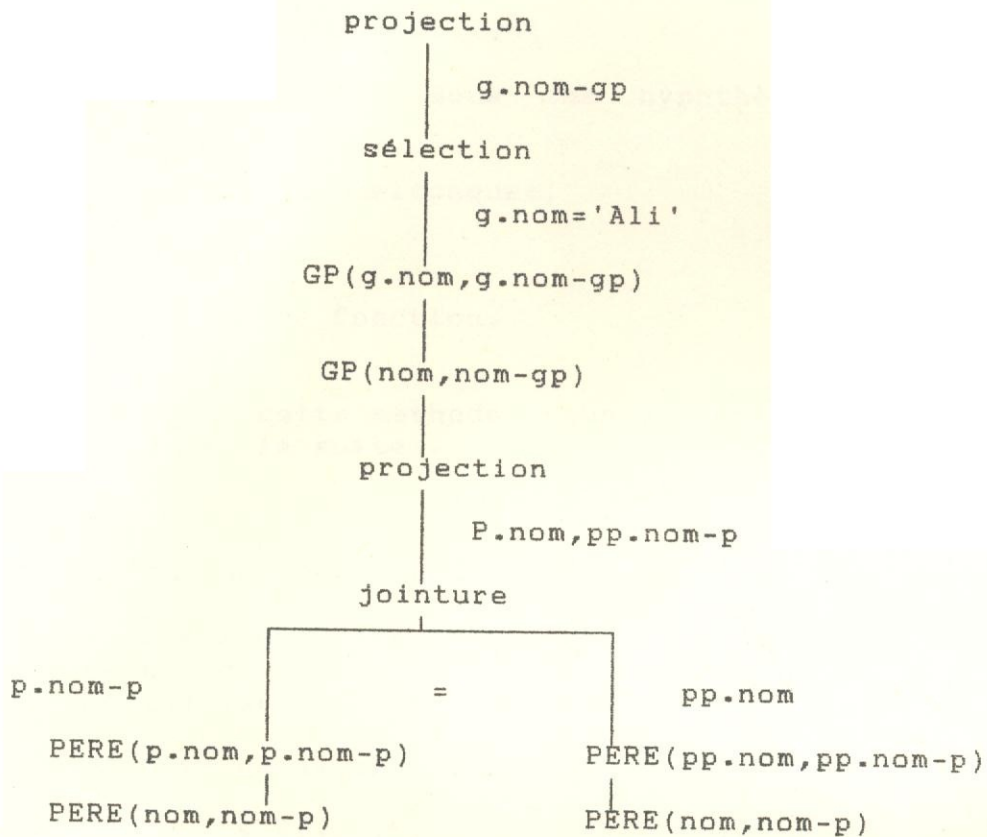 projection
g.nom-gp
sélection
g.nom='Ali'
GP(g.nom,g.nom-gp)
GP(nom,nom-gp)
projection
P.nom,pp.nom-p
jointure
p.nom-p = pp.nom
PERE(p.nom,p.nom-p) PERE(pp.nom,pp.nom-p)
PERE(nom,nom-p) PERE(nom,nom-p)